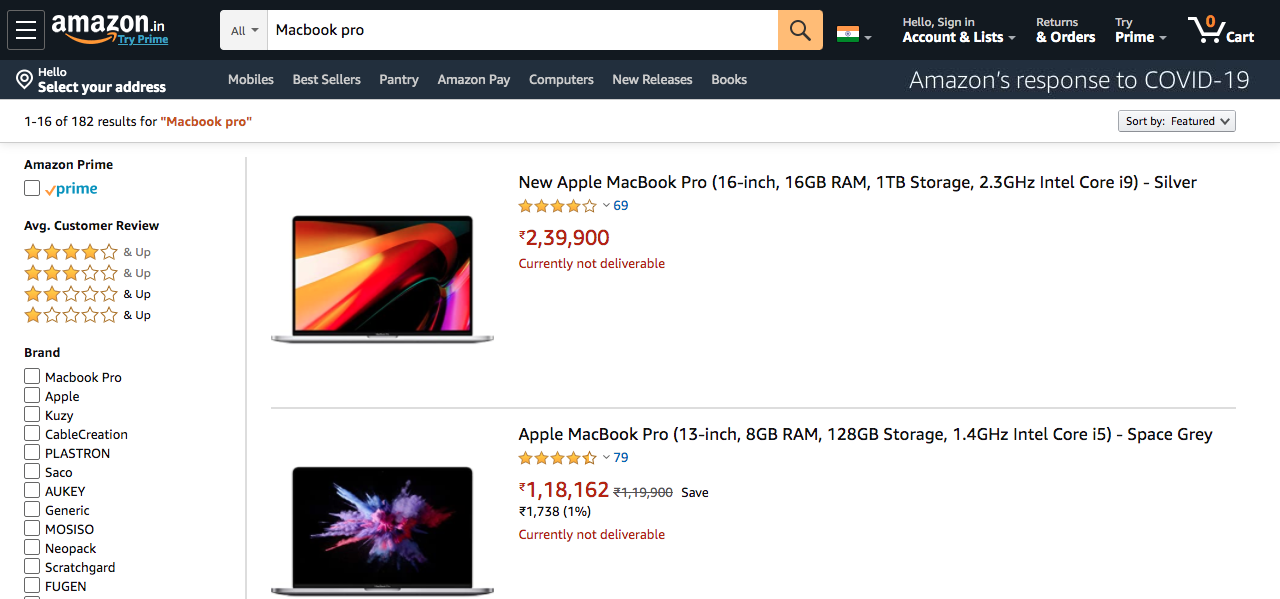 amazon.in
Try Prime
All
Macbook pro
Hello, Sign in
Account & Lists
Returns
& Orders
Try
Prime
0
Cart
Hello
Select your address
Mobiles
Best Sellers
Pantry
Amazon Pay
Computers
New Releases
Books
Amazon's response to COVID-19
1-16 of 182 results for "Macbook pro"
Sort by: Featured
Amazon Prime
prime
Avg. Customer Review
& Up
& Up
& Up
& Up
Brand
Macbook Pro
Apple
Kuzy
CableCreation
PLASTRON
Saco
AUKEY
Generic
MOSISO
Neopack
Scratchgard
FUGEN
New Apple MacBook Pro (16-inch, 16GB RAM, 1TB Storage, 2.3GHz Intel Core i9) - Silver
69
₹2,39,900
Currently not deliverable
Apple MacBook Pro (13-inch, 8GB RAM, 128GB Storage, 1.4GHz Intel Core i5) - Space Grey
79
₹1,18,162 ₹1,19,900 Save
₹1,738 (1%)
Currently not deliverable